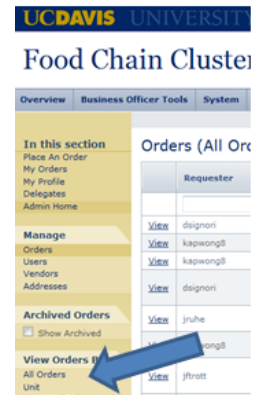 UCDAVIS UNIVERSITY
Food Chain Cluster
Overview Business Officer Tools System
In this section
Place An Order
My Orders
My Profile
Delegates
Admin Home
Manage
Orders
Users
Vendors
Addresses
Archived Orders
Show Archived
View Orders
All Orders
Unit
Orders (All
Requester
View dsignori
View kapwong8
View kapwong8
View dsignori
View jruhe
View jftrott